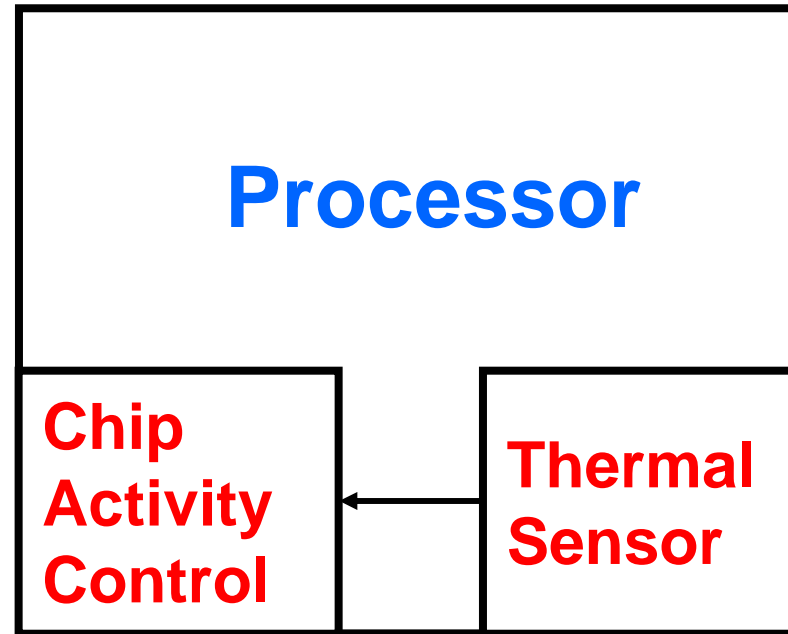 Processor
Chip
Activity
Control
Thermal
Sensor